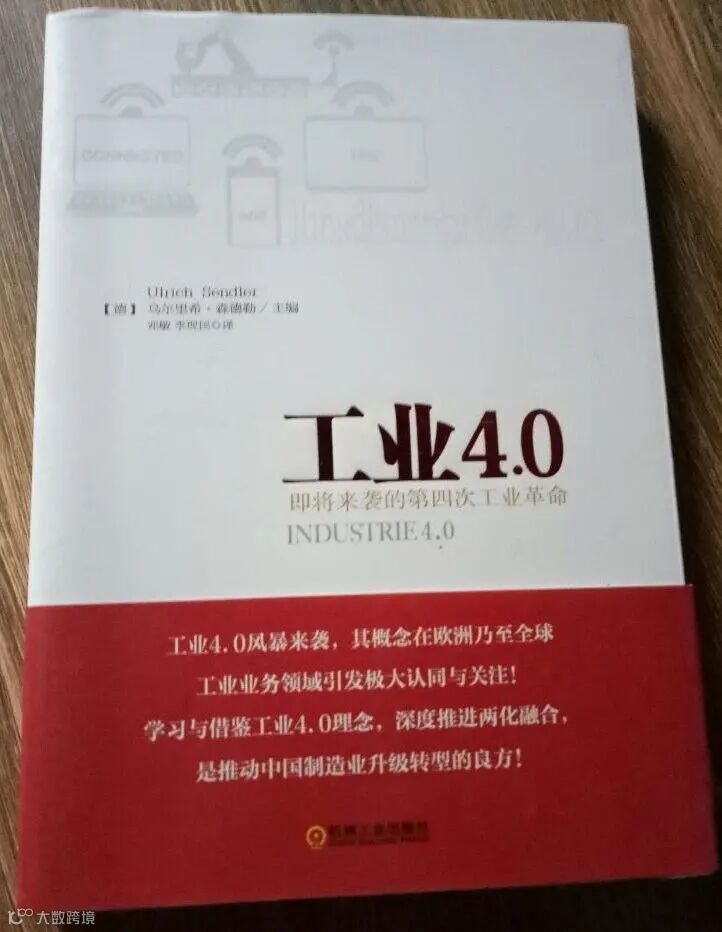 CONNECTED
Industrie 4.0
Ulrich Sendler
【德】 乌尔里希·森德勒/主编
邓敏 李现民◎译
工业4.0
即将来袭的第四次工业革命
INDUSTRIE4.0
工业4.0风暴来袭，其概念在欧洲乃至全球
工业业务领域引发极大认同与关注！
学习与借鉴工业4.0理念，深度推进两化融合，
是推动中国制造业升级转型的良方！
机械工业出版社
CHINA MACHINE PRESS
大数跨境